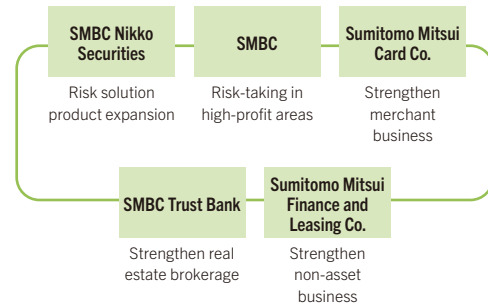 SMBC Nikko
Securities
Risk solution
product expansion
SMBC
Risk-taking in
high-profit areas
Sumitomo Mitsui
Card Co.
Strengthen
merchant
business
SMBC Trust Bank
Strengthen real
estate brokerage
Sumitomo Mitsui
Finance and
Leasing Co.
Strengthen
non-asset
business